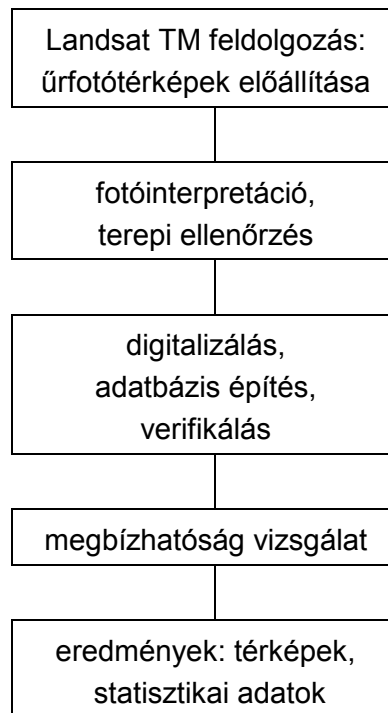 Landsat TM feldolgozás:
űrfotótérképek előállítása
fotóinterpretáció,
terepi ellenőrzés
digitalizálás,
adatbázis építés,
verifikálás
megbízhatóság vizsgálat
eredmények: térképek,
statisztikai adatok